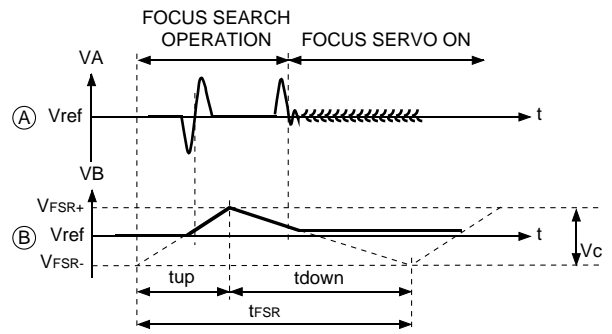 FOCUS SEARCH
OPERATION
FOCUS SERVO ON
VA
A
Vref
t
VB
VFSR+
B
Vref
t
VFSR-
Vc
tup
tdown
tFSR